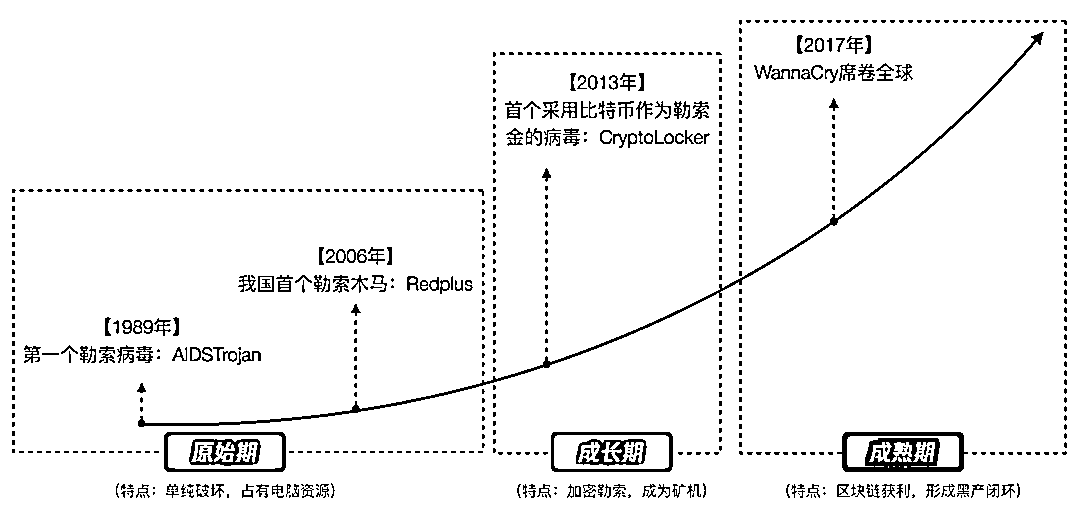 【1989年】
第一个勒索病毒：AIDSTrojan
【2006年】
我国首个勒索木马：Redplus
原始期
（特点：单纯破坏，占有电脑资源）
【2013年】
首个采用比特币作为勒索
金的病毒：CryptoLocker
成长期
（特点：加密勒索，成为矿机）
【2017年】
WannaCry席卷全球
成熟期
（特点：区块链获利，形成黑产闭环）